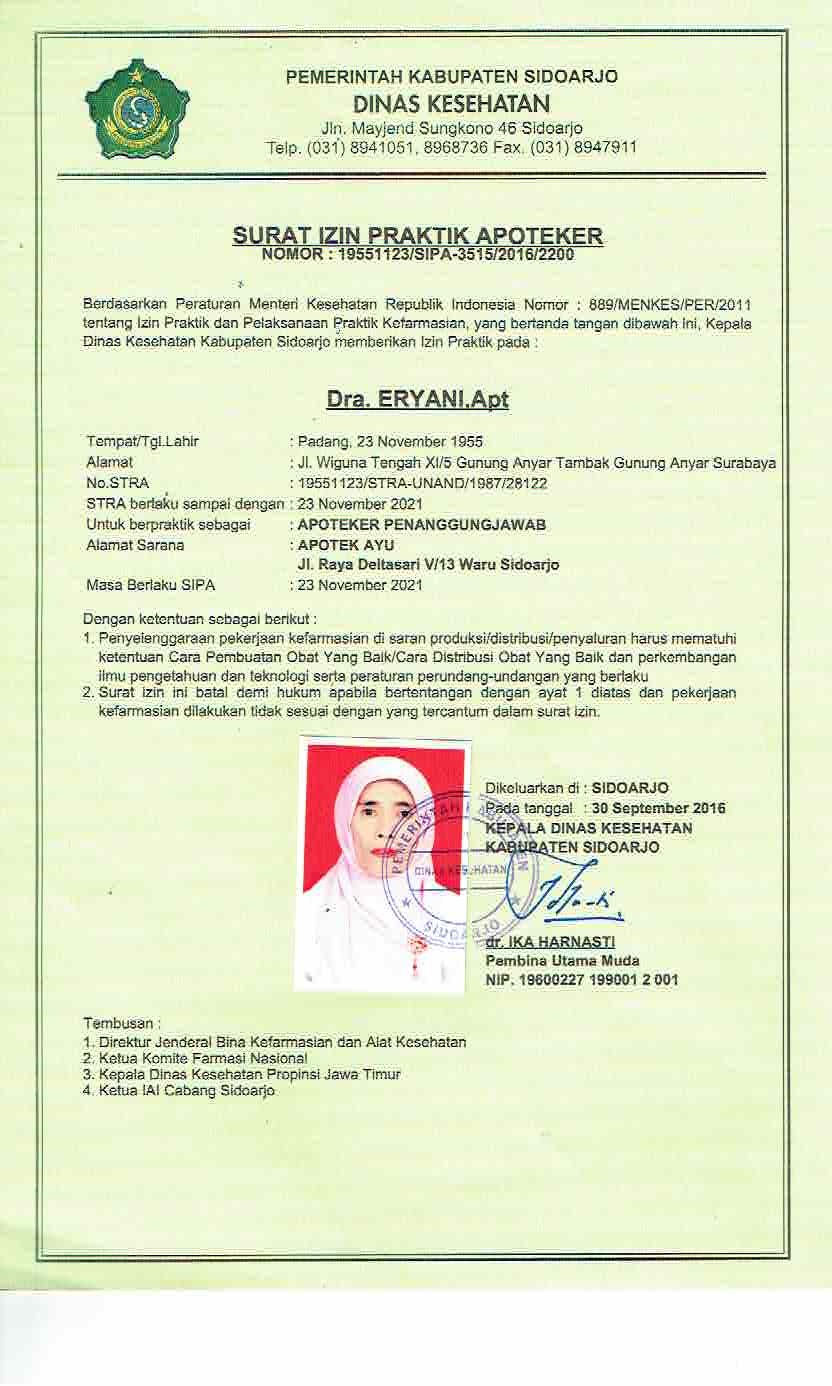 PEMERINTAH KABUPATEN SIDOARJO
DINAS KESEHATAN
Jln. Mayjend Sungkono 46 Sidoarjo
Telp. (031) 8941051, 8968736 Fax. (031) 8947911
SURAT IZIN PRAKTIK APOTEKER
NOMOR : 19551123/SIPA-3515/2016/2200
Berdasarkan Peraturan Menteri Kesehatan Republik Indonesia Nomor : 889/MENKES/PER/2011
tentang Izin Praktik dan Pelaksanaan Praktik Kefarmasian, yang bertanda tangan dibawah ini, Kepala
Dinas Kesehatan Kabupaten Sidoarjo memberikan Izin Praktik pada :
Dra. ERYANI.Apt
Tempat/Tgl.Lahir : Padang, 23 November 1955
Alamat : Jl. Wiguna Tengah XI/5 Gunung Anyar Tambak Gunung Anyar Surabaya
No.STRA : 19551123/STRA-UNAND/1987/28122
STRA berlaku sampai dengan : 23 November 2021
Untuk berpraktik sebagai : APOTEKER PENANGGUNGJAWAB
Alamat Sarana : APOTEK AYU
Jl. Raya Deltasari V/13 Waru Sidoarjo
Masa Berlaku SIPA : 23 November 2021
Dengan ketentuan sebagai berikut :
1. Penyelenggaraan pekerjaan kefarmasian di saran produksi/distribusi/penyaluran harus mematuhi
ketentuan Cara Pembuatan Obat Yang Baik/Cara Distribusi Obat Yang Baik dan perkembangan
ilmu pengetahuan dan teknologi serta peraturan perundang-undangan yang berlaku
2. Surat izin ini batal demi hukum apabila bertentangan dengan ayat 1 diatas dan pekerjaan
kefarmasian dilakukan tidak sesuai dengan yang tercantum dalam surat izin.
Dikeluarkan di : SIDOARJO
Pada tanggal : 30 September 2016
KEPALA DINAS KESEHATAN
KABUPATEN SIDOARJO
PEMERINTAH KABUPATEN
DINAS KESEHATAN
SIDOARJO
dr. IKA HARNASTI
Pembina Utama Muda
NIP. 19600227 199001 2 001
Tembusan :
1. Direktur Jenderal Bina Kefarmasian dan Alat Kesehatan
2. Ketua Komite Farmasi Nasional
3. Kepala Dinas Kesehatan Propinsi Jawa Timur
4. Ketua IAI Cabang Sidoarjo